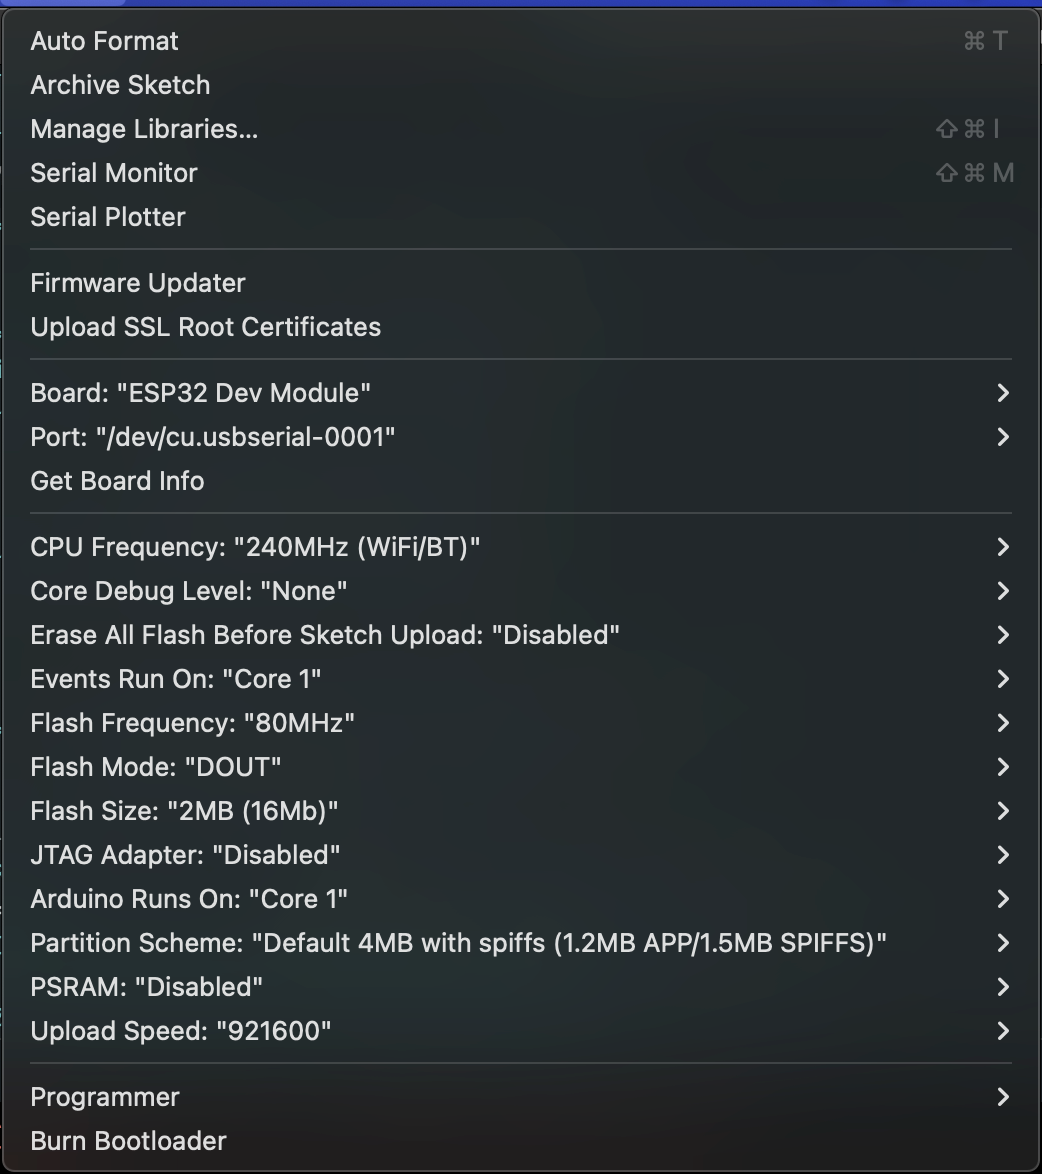 Auto Format ⌘ T
Archive Sketch
Manage Libraries... ⇧ ⌘ I
Serial Monitor ⇧ ⌘ M
Serial Plotter
Firmware Updater
Upload SSL Root Certificates
Board: "ESP32 Dev Module"
Port: "/dev/cu.usbserial-0001"
Get Board Info
CPU Frequency: "240MHz (WiFi/BT)"
Core Debug Level: "None"
Erase All Flash Before Sketch Upload: "Disabled"
Events Run On: "Core 1"
Flash Frequency: "80MHz"
Flash Mode: "DOUT"
Flash Size: "2MB (16Mb)"
JTAG Adapter: "Disabled"
Arduino Runs On: "Core 1"
Partition Scheme: "Default 4MB with spiffs (1.2MB APP/1.5MB SPIFFS)"
PSRAM: "Disabled"
Upload Speed: "921600"
Programmer
Burn Bootloader